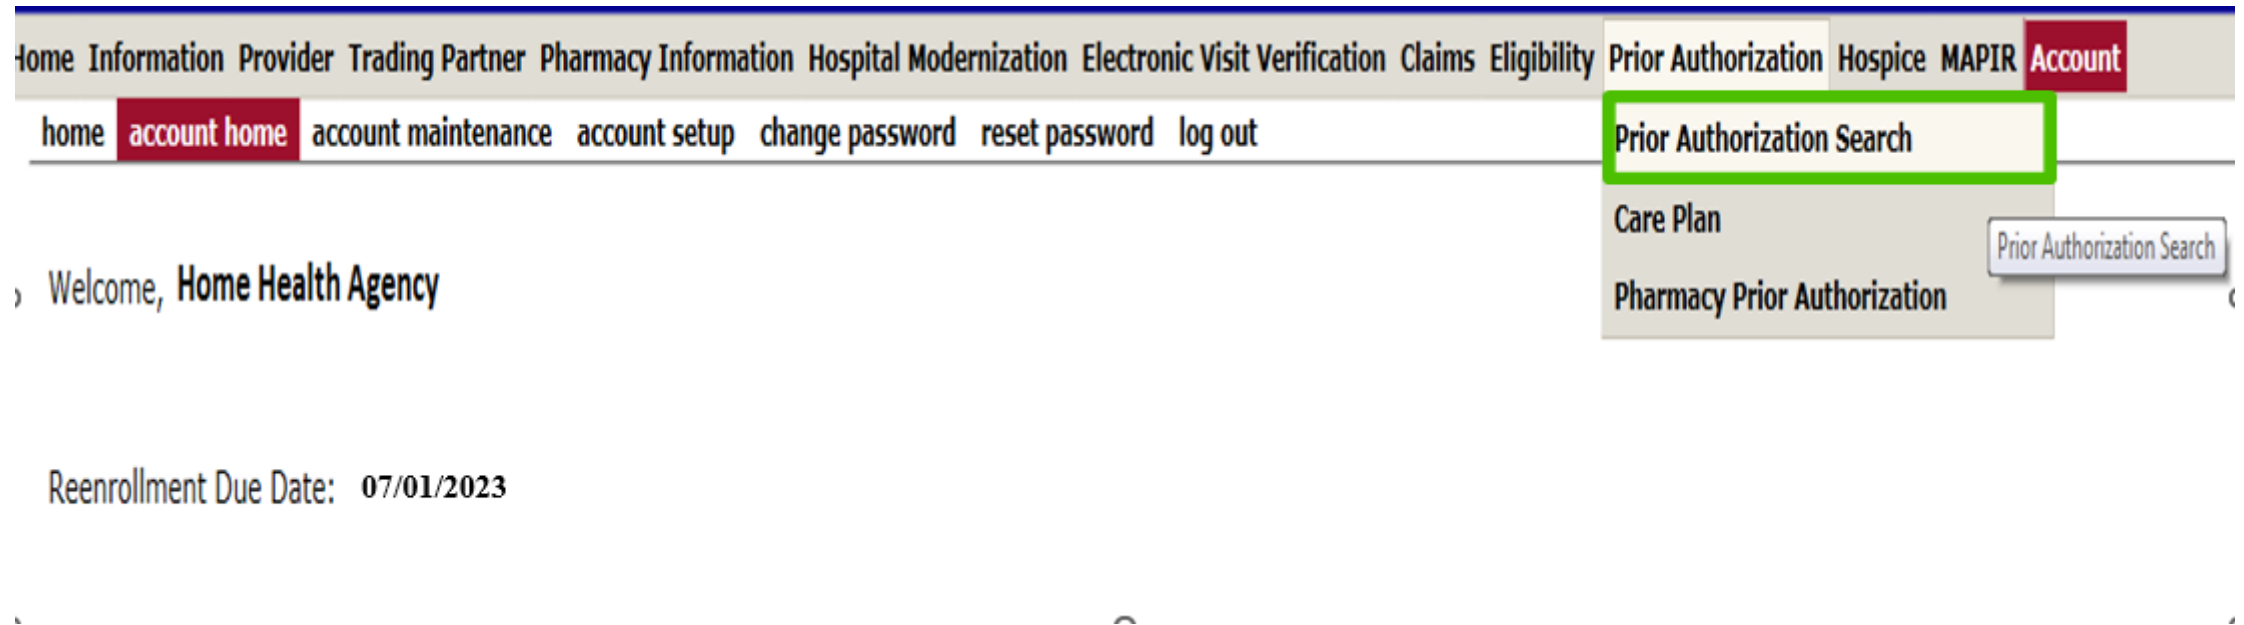 Home Information Provider Trading Partner Pharmacy Information Hospital Modernization Electronic Visit Verification Claims Eligibility Prior Authorization Hospice MAPIR Account
home account home account maintenance account setup change password reset password log out
Prior Authorization Search
Care Plan
Prior Authorization Search
Pharmacy Prior Authorization
Welcome, Home Health Agency
Reenrollment Due Date: 07/01/2023